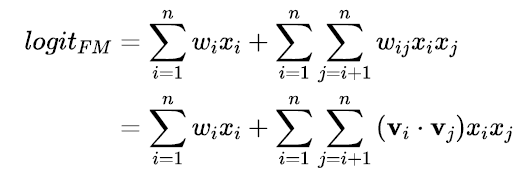 $logit_{FM} = \sum_{i=1}^{n} w_i x_i + \sum_{i=1}^{n} \sum_{j=i+1}^{n} w_{ij} x_i x_j$
$= \sum_{i=1}^{n} w_i x_i + \sum_{i=1}^{n} \sum_{j=i+1}^{n} (\mathbf{v}_i \cdot \mathbf{v}_j) x_i x_j$